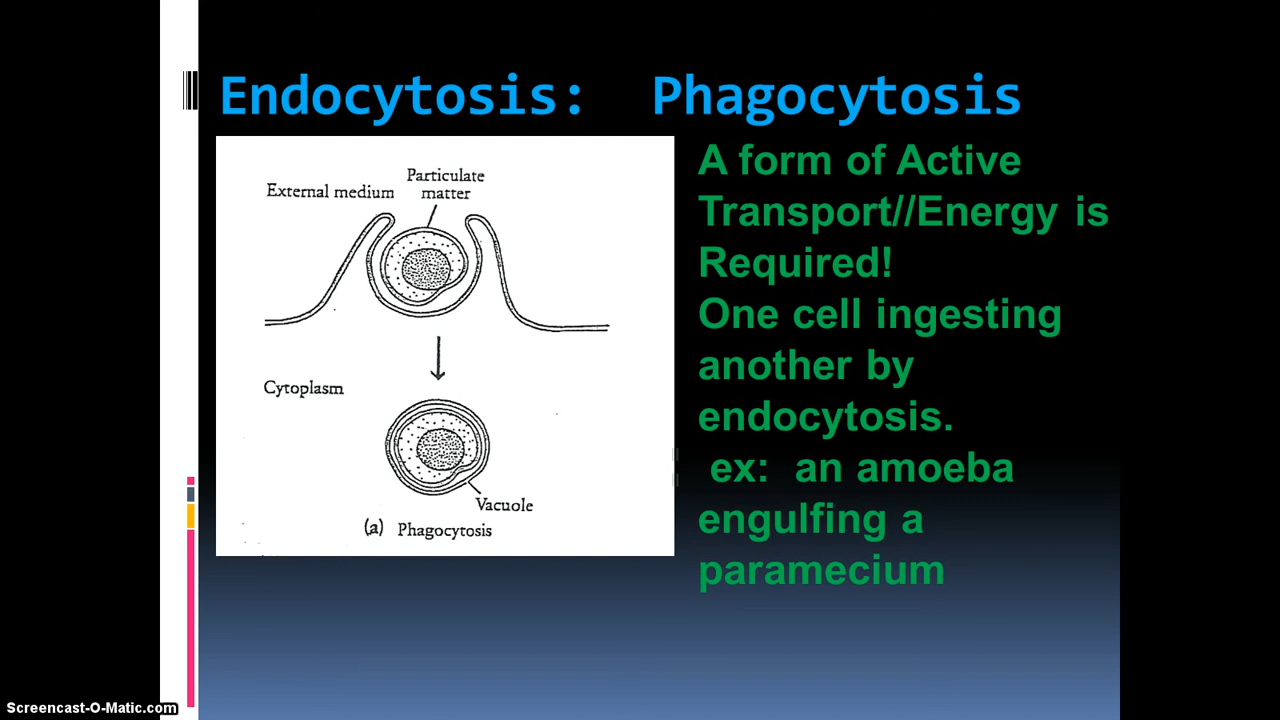 Endocytosis: Phagocytosis
External medium
Particulate
matter
Cytoplasm
Vacuole
(a) Phagocytosis
A form of Active
Transport//Energy is
Required!
One cell ingesting
another by
endocytosis.
ex: an amoeba
engulfing a
paramecium
Screencast-O-Matic.com